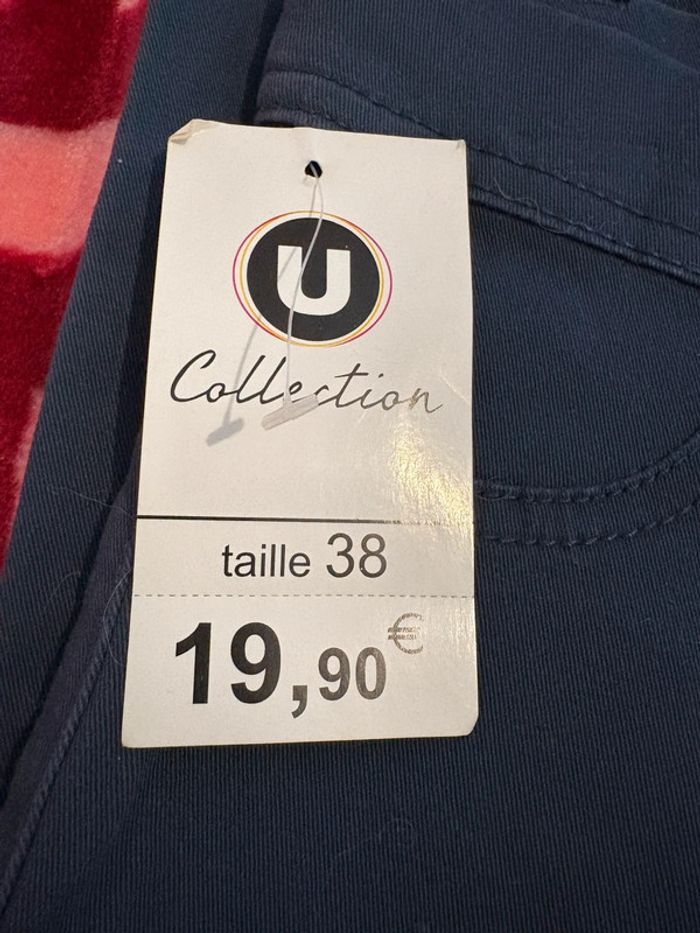 U
Collection
taille 38
19,90€